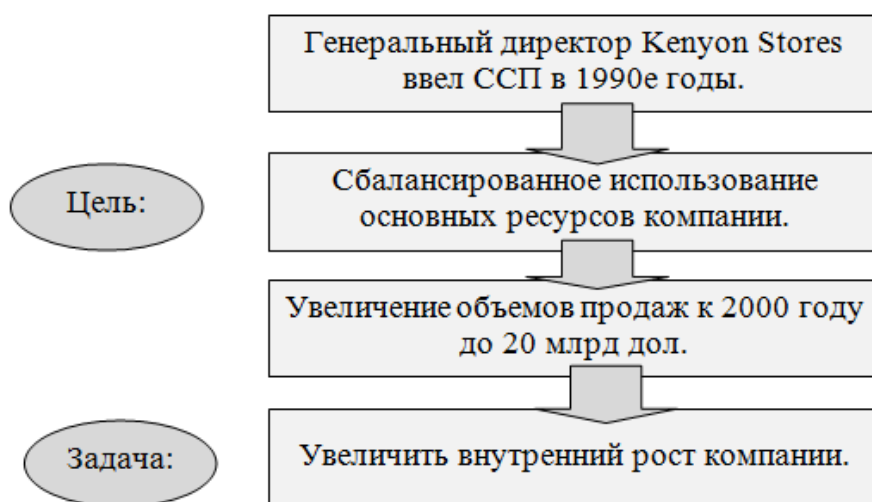 Генеральный директор Kenyon Stores
ввел ССП в 1990е годы.
Цель:
Сбалансированное использование
основных ресурсов компании.
Увеличение объемов продаж к 2000 году
до 20 млрд дол.
Задача:
Увеличить внутренний рост компании.